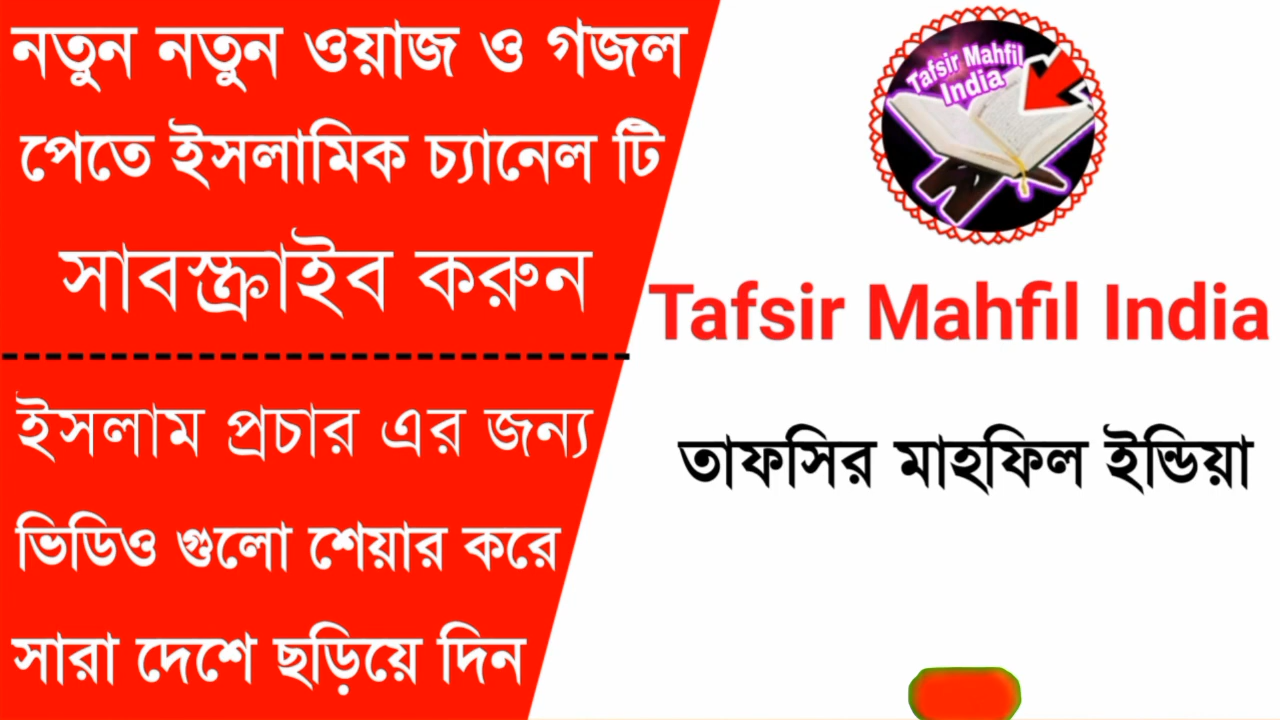 নতুন নতুন ওয়াজ ও গজল
পেতে ইসলামিক চ্যানেল টি
সাবস্ক্রাইব করুন
ইসলাম প্রচার এর জন্য
ভিডিও গুলো শেয়ার করে
সারা দেশে ছড়িয়ে দিন
Tafsir Mahfil
India
Tafsir Mahfil India
তাফসির মাহফিল ইন্ডিয়া